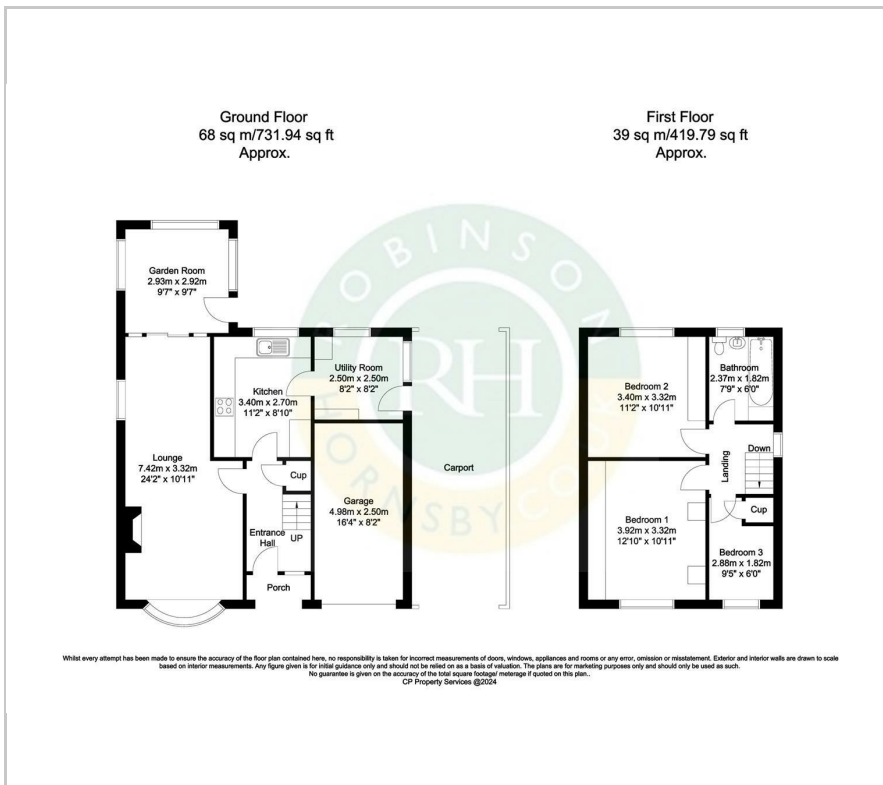 Ground Floor
68 sq m/731.94 sq ft
Approx.
First Floor
39 sq m/419.79 sq ft
Approx.
ROBINSON
HORNSBY COURT
RH
Garden Room
2.93m x 2.92m
9'7" x 9'7"
Kitchen
3.40m x 2.70m
11'2" x 8'10"
Utility Room
2.50m x 2.50m
8'2" x 8'2"
Lounge
7.42m x 3.32m
24'2" x 10'11"
Cup
Entrance
Hall
UP
Porch
Garage
4.98m x 2.50m
16'4" x 8'2"
Carport
Bedroom 2
3.40m x 3.32m
11'2" x 10'11"
Bathroom
2.37m x 1.82m
7'9" x 6'0"
Landing
Down
Cup
Bedroom 1
3.92m x 3.32m
12'10" x 10'11"
Bedroom 3
2.88m x 1.82m
9'5" x 6'0"
Whilst every attempt has been made to ensure the accuracy of the floor plan contained here, no responsibility is taken for incorrect measurements of doors, windows, appliances and rooms or any error, omission or misstatement. Exterior and interior walls are drawn to scale
based on interior measurements. Any figure given is for initial guidance only and should not be relied on as a basis of valuation. The plans are for marketing purposes only and should only be used as such.
No guarantee is given on the accuracy of the total square footage/ meterage if quoted on this plan..
CP Property Services @2024